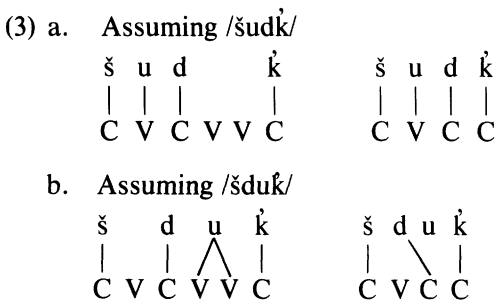 (3) a. Assuming /šudk̓/
š u d k̓ š u d k̓
C V C V V C C V C C
b. Assuming /šduk̓/
š d u k̓ š d u k̓
C V C V V C C V C C